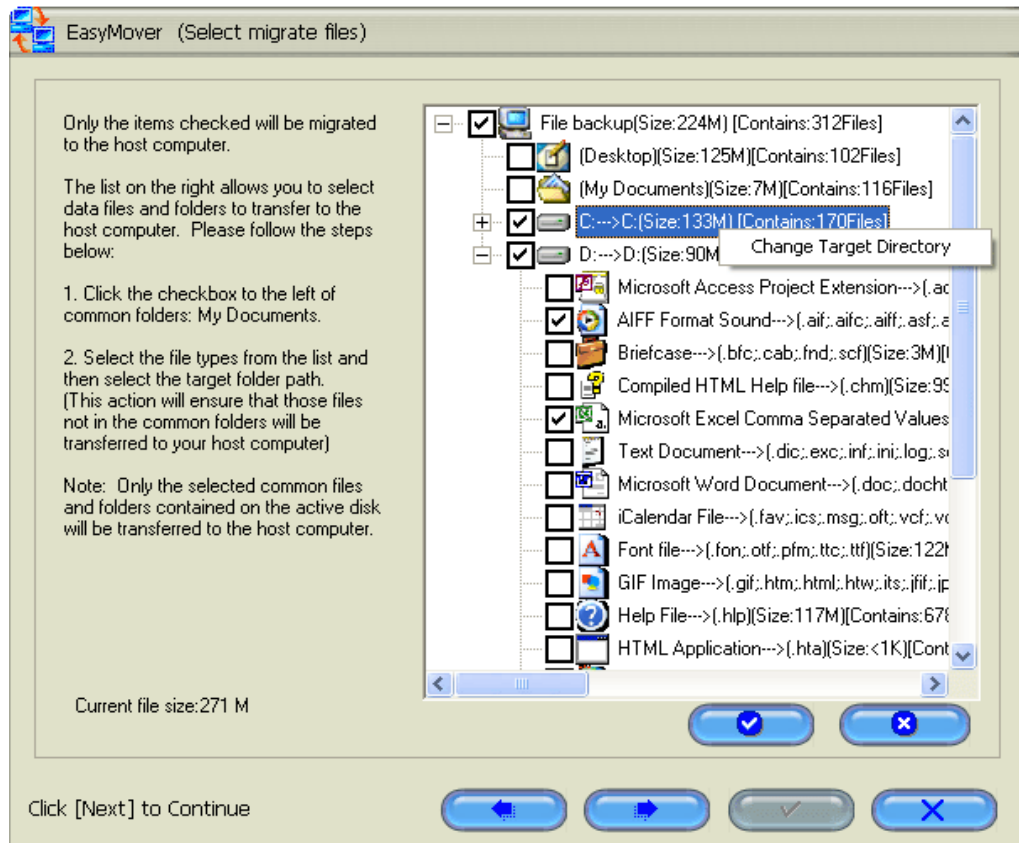 EasyMover (Select migrate files)
Only the items checked will be migrated
to the host computer.
The list on the right allows you to select
data files and folders to transfer to the
host computer. Please follow the steps
below:
1. Click the checkbox to the left of
common folders: My Documents.
2. Select the file types from the list and
then select the target folder path.
(This action will ensure that those files
not in the common folders will be
transferred to your host computer)
Note: Only the selected common files
and folders contained on the active disk
will be transferred to the host computer.
Current file size:271 M
File backup(Size:224M) [Contains:312Files]
(Desktop)(Size:125M)[Contains:102Files]
(My Documents)(Size:7M)[Contains:116Files]
C:--->C:(Size:133M) [Contains:170Files]
Change Target Directory
D:--->D:(Size:90M
Microsoft Access Project Extension--->(.ad
AIFF Format Sound--->(.aif;.aifc;.aiff;.asf;.a
Briefcase--->(.bfc;.cab;.fnd;.scf)(Size:3M)[
Compiled HTML Help file--->(.chm)(Size:99
Microsoft Excel Comma Separated Values
Text Document--->(.dic;.exc;.inf;.ini;.log;.s
Microsoft Word Document--->(.doc;.docht
iCalendar File--->(.fav;.ics;.msg;.oft;.vcf;.vc
Font file--->(.fon;.otf;.pfm;.ttc;.ttf)(Size:122
GIF Image--->(.gif;.htm;.html;.htw;.its;.jfif;.jp
Help File--->(.hlp)(Size:117M)[Contains:678
HTML Application--->(.hta)(Size:<1K)[Cont
Click [Next] to Continue